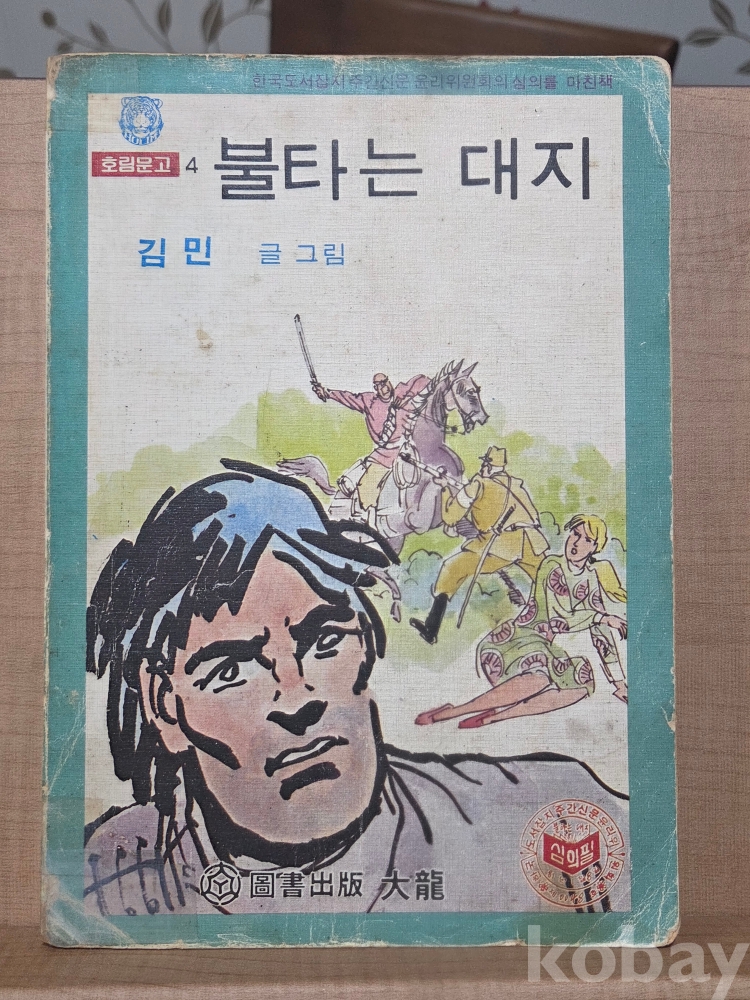 한국도서잡지주간신문윤리위원회의심의를 마친책
호림문고 4 불타는 대지
김민 글 그림
심의필
圖書出版 大龍
kobay